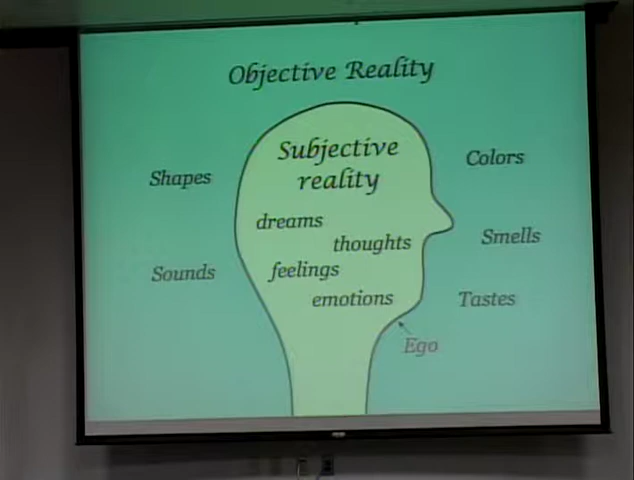 Objective Reality
Subjective
reality
Shapes
Colors
dreams
thoughts
Smells
Sounds
feelings
emotions
Tastes
Ego